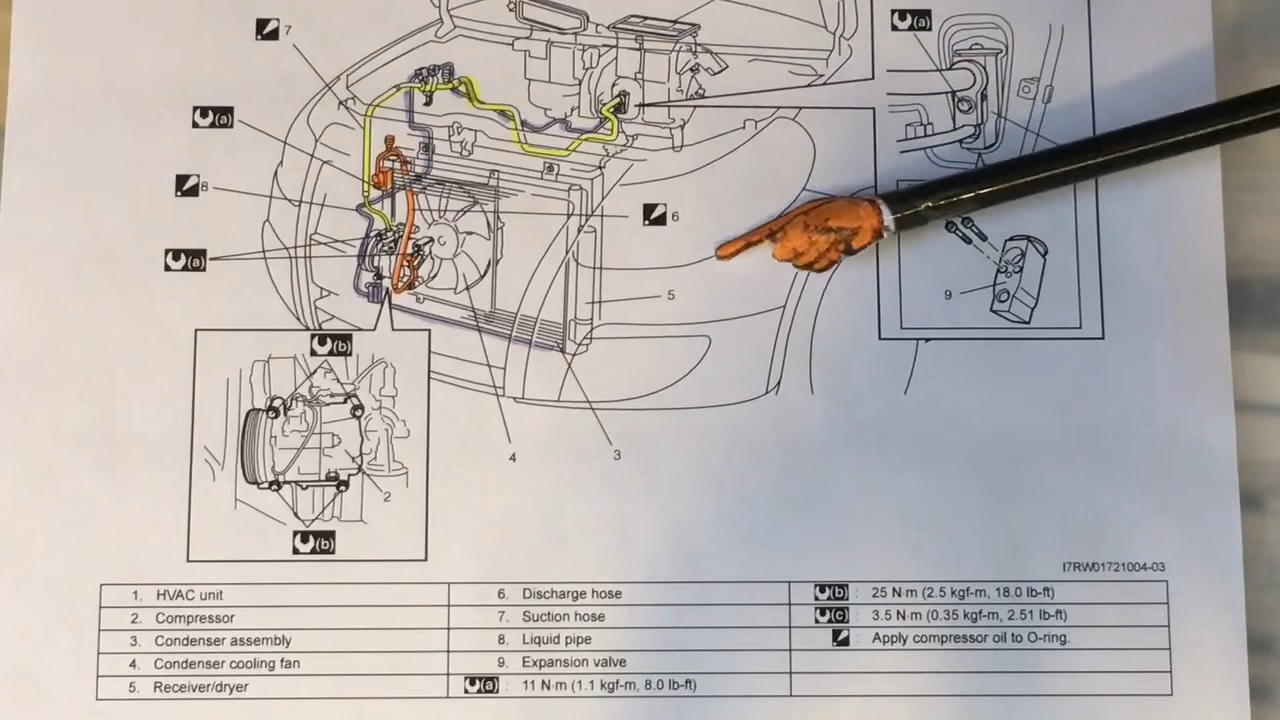 7
(a)
(a)
8
6
(a)
5
9
(b)
4
3
2
(b)
I7RW01721004-03
1. HVAC unit
6. Discharge hose
(b) : 25 N·m (2.5 kgf-m, 18.0 lb-ft)
2. Compressor
7. Suction hose
(c) : 3.5 N·m (0.35 kgf-m, 2.51 lb-ft)
3. Condenser assembly
8. Liquid pipe
: Apply compressor oil to O-ring.
4. Condenser cooling fan
9. Expansion valve
5. Receiver/dryer
(a) : 11 N·m (1.1 kgf-m, 8.0 lb-ft)